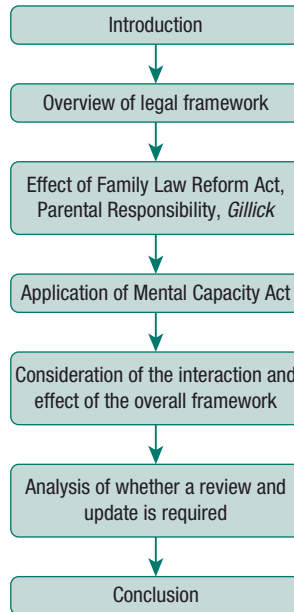 Introduction
Overview of legal framework
Effect of Family Law Reform Act,
Parental Responsibility, Gillick
Application of Mental Capacity Act
Consideration of the interaction and
effect of the overall framework
Analysis of whether a review and
update is required
Conclusion